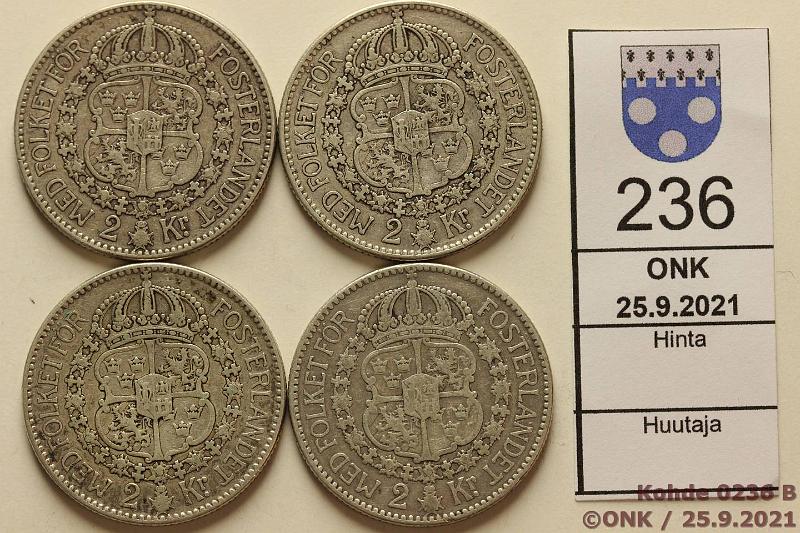 MED FOLKET FÖR FOSTERLANDET
2 Kr.
MED FOLKET FÖR FOSTERLANDET
2 Kr.
MED FOLKET FÖR FOSTERLANDET
2 Kr.
MED FOLKET FÖR FOSTERLANDET
2 Kr.
236
ONK
25.9.2021
Hinta
Huutaja
Kohde 0236 B
©ONK / 25.9.2021